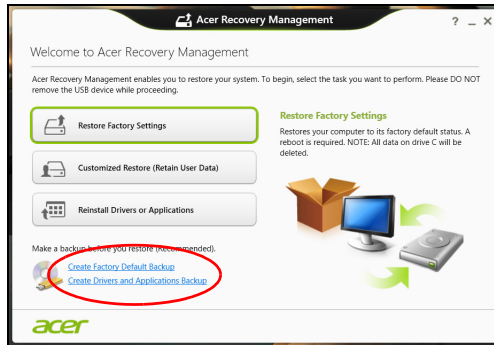 Acer Recovery Management
? _ X
Welcome to Acer Recovery Management
Acer Recovery Management enables you to restore your system. To begin, select the task you want to perform. Please DO NOT
remove the USB device while proceeding.
Restore Factory Settings
Customized Restore (Retain User Data)
Reinstall Drivers or Applications
Restore Factory Settings
Restores your computer to its factory default status. A
reboot is required. NOTE: All data on drive C will be
deleted.
Make a backup before you restore (Recommended).
Create Factory Default Backup
Create Drivers and Applications Backup
acer